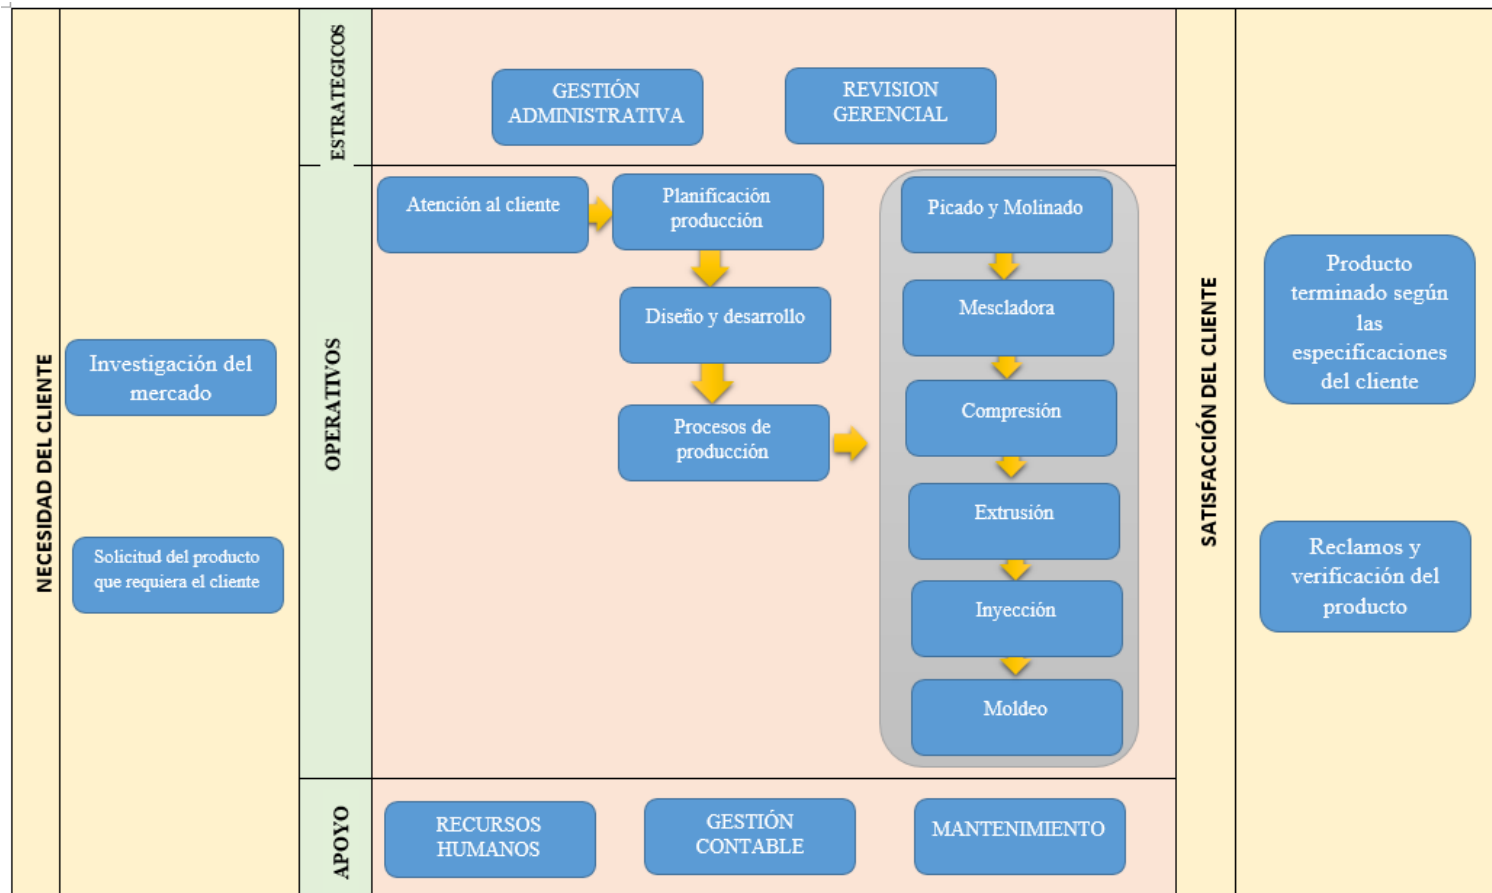 NECESIDAD DEL CLIENTE
Investigación del
mercado
Solicitud del producto
que requiera el cliente
ESTRATEGICOS
GESTIÓN
ADMINISTRATIVA
REVISION
GERENCIAL
OPERATIVOS
Atención al cliente
Planificación
producción
Diseño y desarrollo
Procesos de
producción
Picado y Molinado
Mescladora
Compresión
Extrusión
Inyección
Moldeo
APOYO
RECURSOS
HUMANOS
GESTIÓN
CONTABLE
MANTENIMIENTO
SATISFACCIÓN DEL CLIENTE
Producto
terminado según
las
especificaciones
del cliente
Reclamos y
verificación del
producto